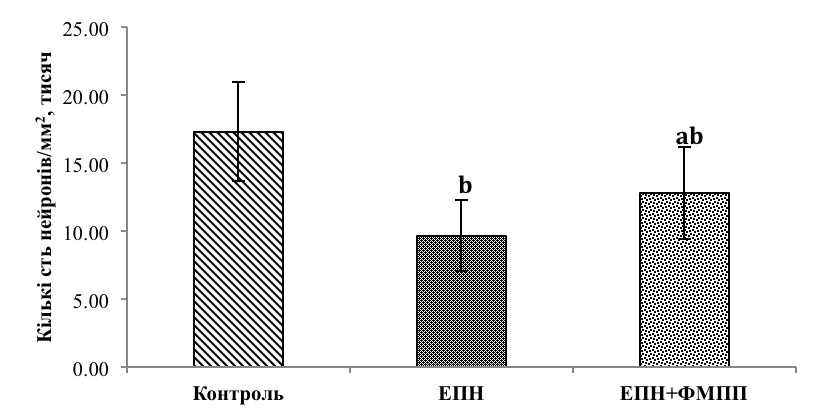 Кількі сть нейронів/мм², тисяч
25.00
20.00
15.00
10.00
5.00
0.00
b
ab
Контроль
ЕПН
ЕПН+ФМПП